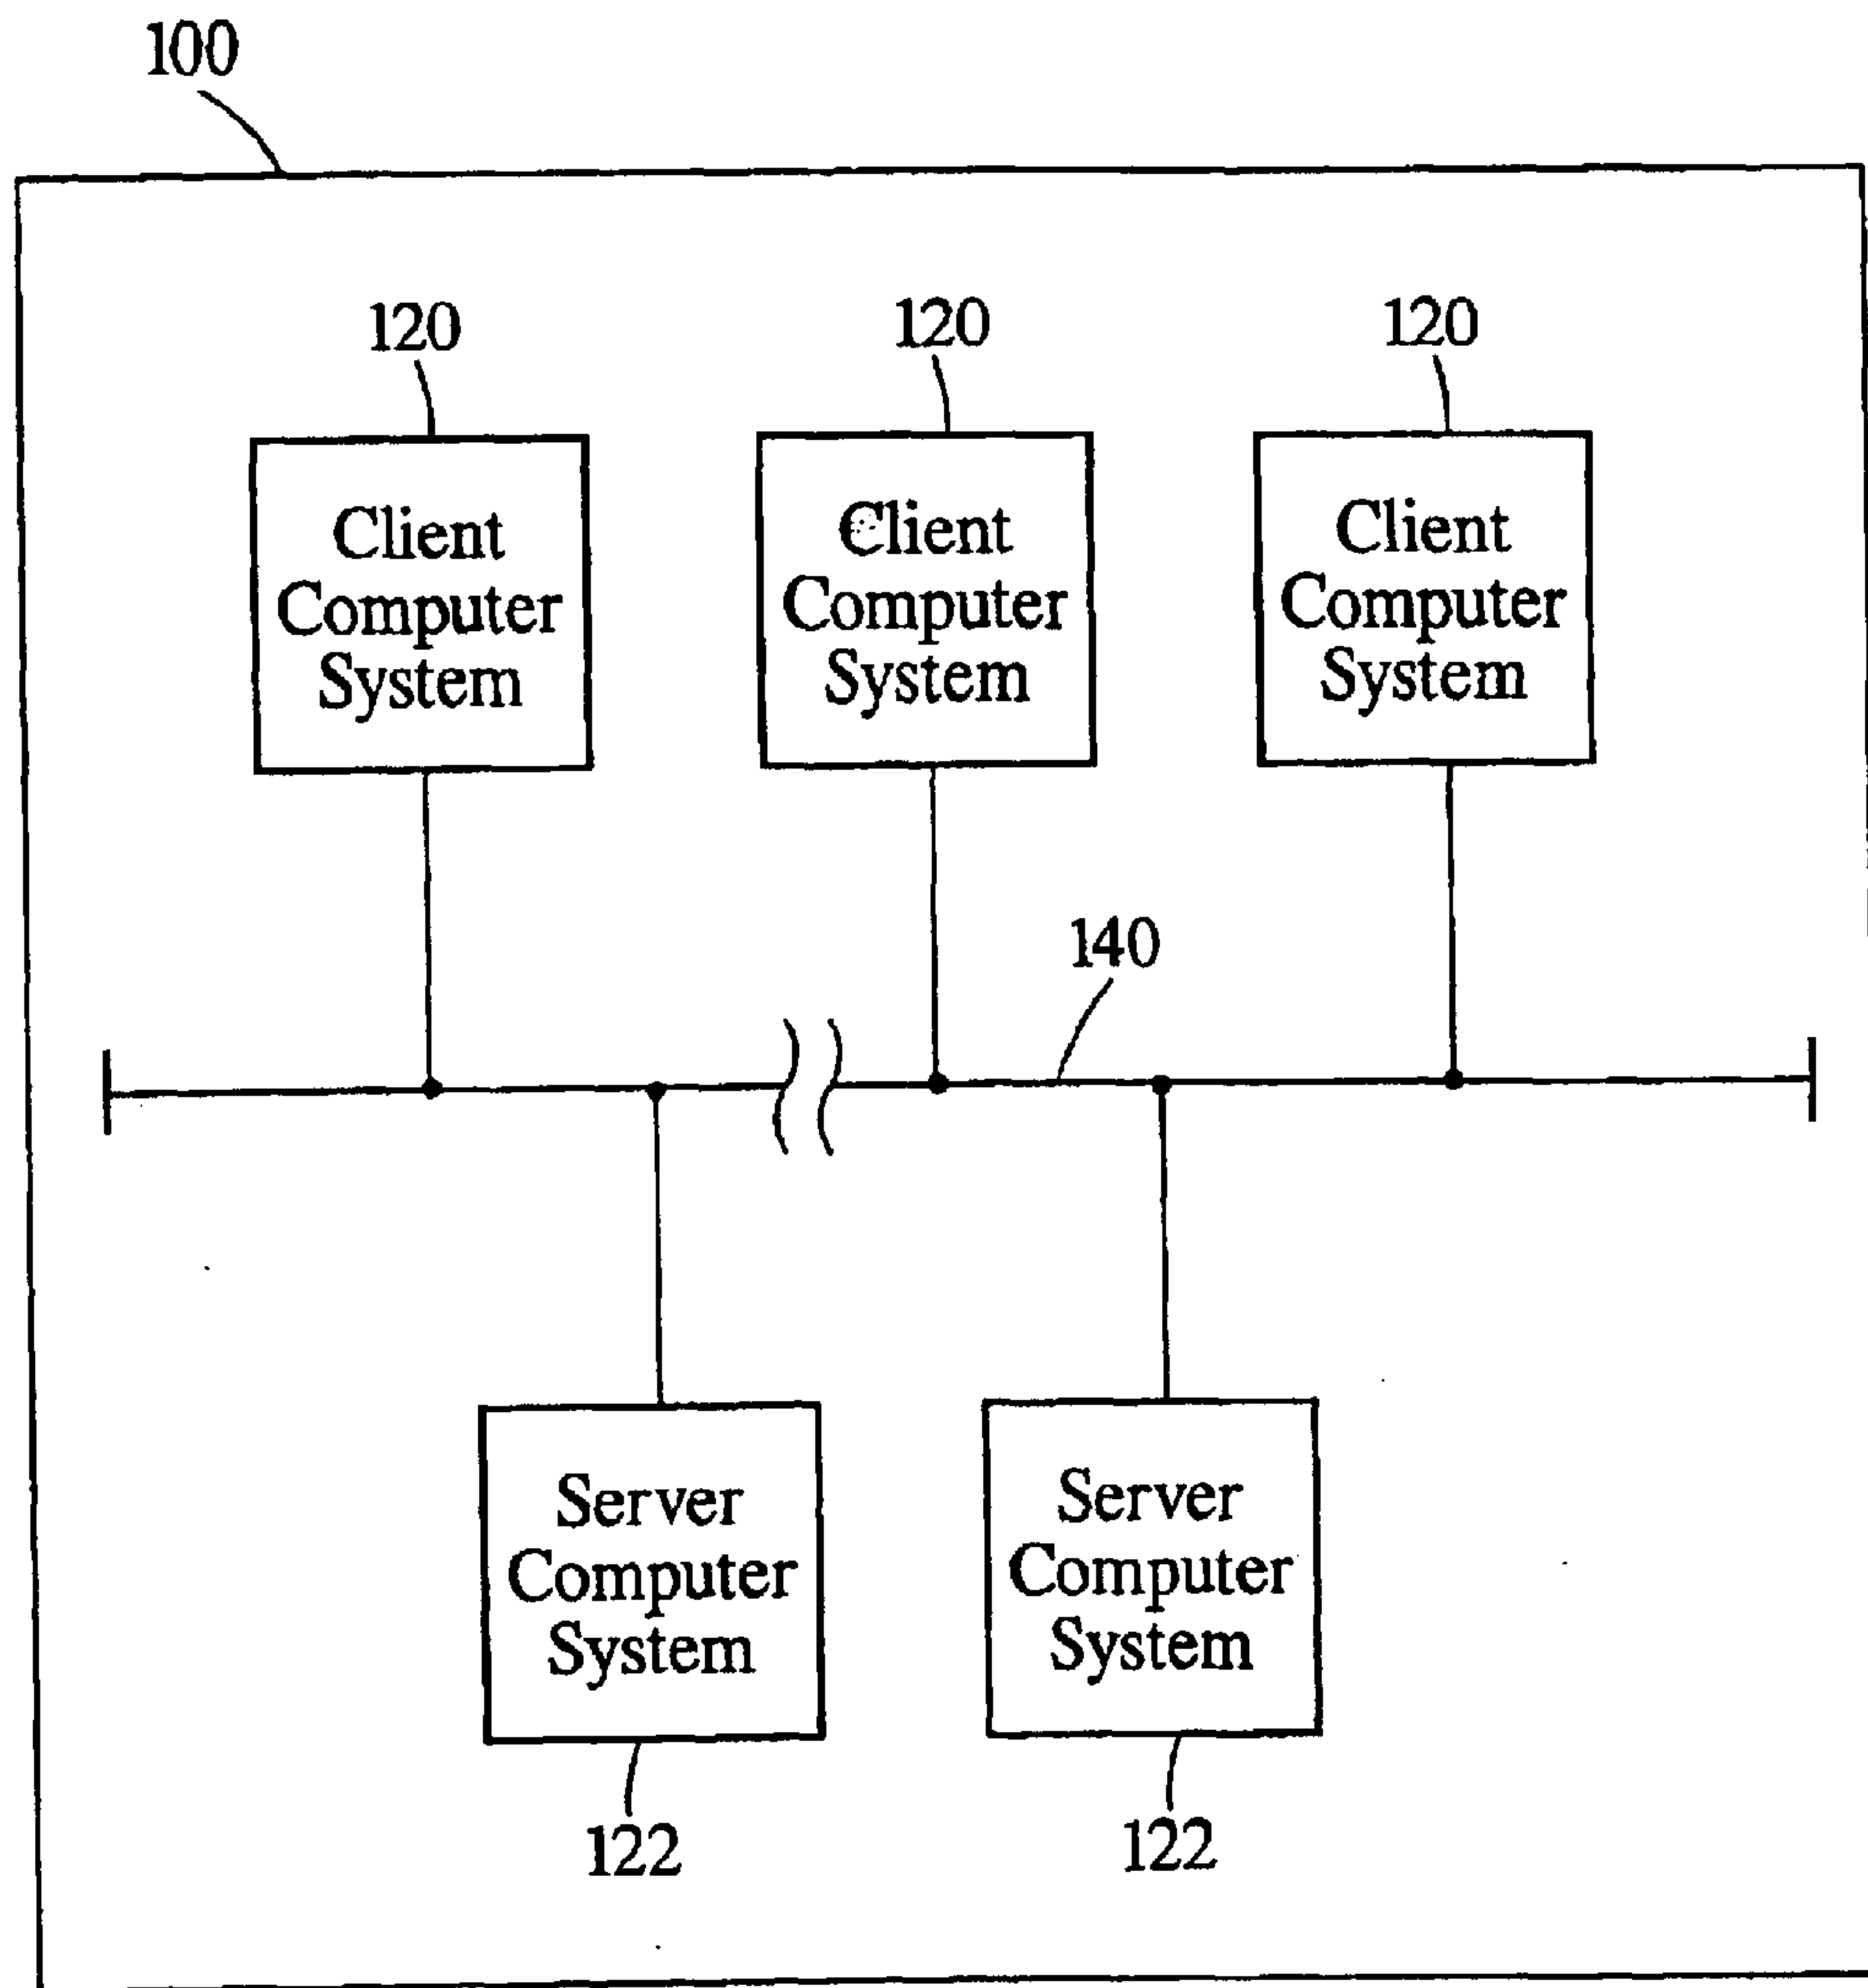 100
120
120
120
Client
Computer
System
Client
Computer
System
Client
Computer
System
140
Server
Computer
System
Server
Computer
System
122
122